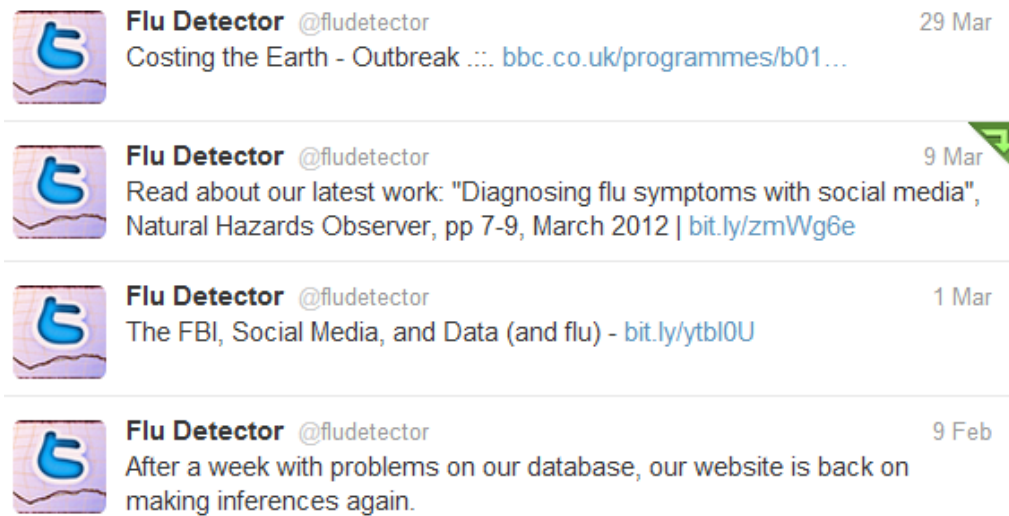 Flu Detector @fludetector 29 Mar
Costing the Earth - Outbreak .::. bbc.co.uk/programmes/b01…
Flu Detector @fludetector 9 Mar
Read about our latest work: "Diagnosing flu symptoms with social media",
Natural Hazards Observer, pp 7-9, March 2012 | bit.ly/zmWg6e
Flu Detector @fludetector 1 Mar
The FBI, Social Media, and Data (and flu) - bit.ly/ytbl0U
Flu Detector @fludetector 9 Feb
After a week with problems on our database, our website is back on
making inferences again.